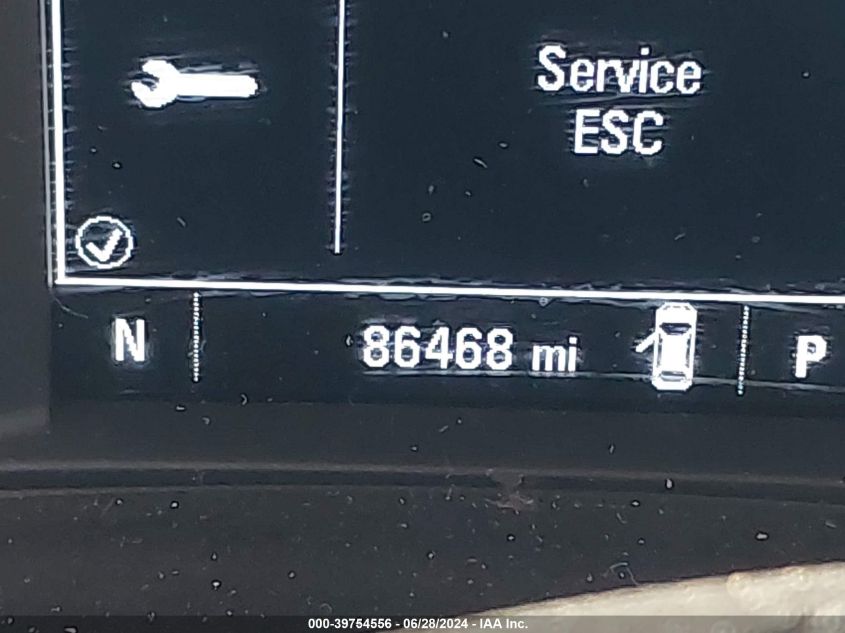 Service
ESC
N 86468 mi P
000-39754556 - 06/28/2024 - IAA Inc.